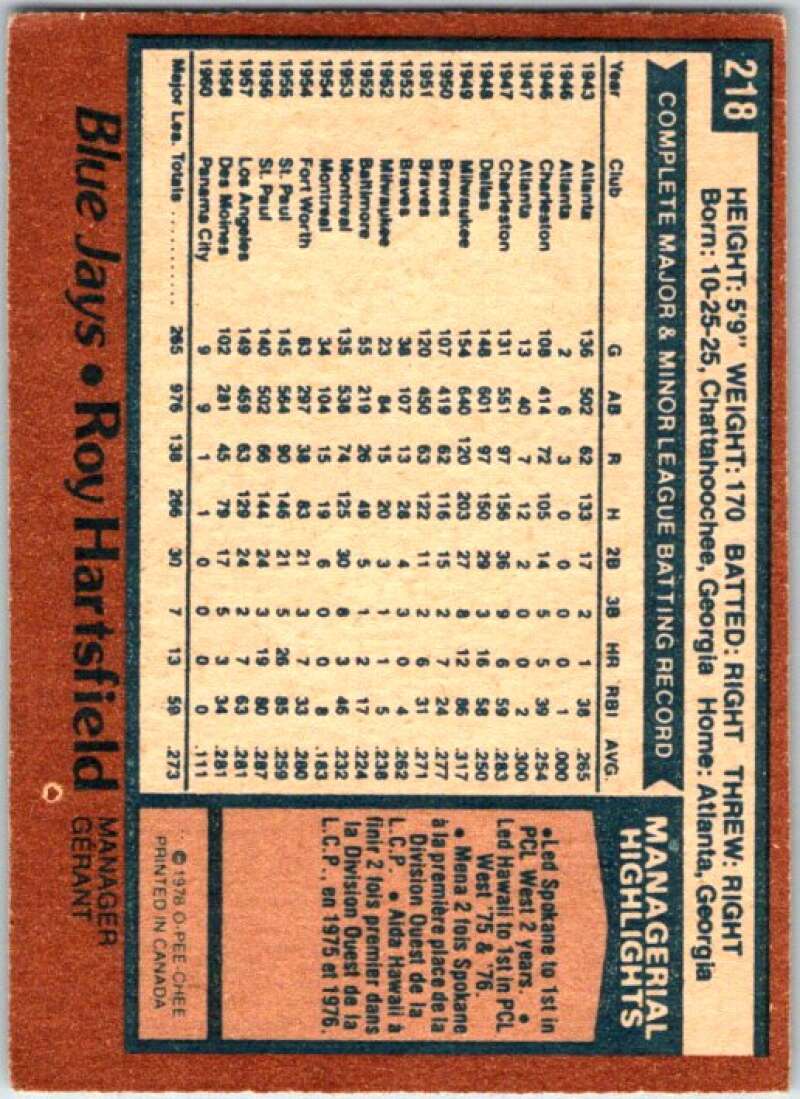 218
HEIGHT: 5'9" WEIGHT: 170 BATTED: RIGHT THREW: RIGHT
Born: 10-25-25, Chattahoochee, Georgia Home: Atlanta, Georgia
COMPLETE MAJOR & MINOR LEAGUE BATTING RECORD
Year Club G AB R H 2B 3B HR RBI AVG.
1943 Atlanta 136 502 62 133 17 2 1 38 .265
1946 Atlanta 2 6 3 0 0 0 0 1 .000
1946 Charleston 108 414 72 105 14 5 5 39 .254
1947 Atlanta 13 40 7 12 2 0 0 2 .300
1947 Charleston 131 551 97 156 36 9 6 59 .283
1948 Dallas 148 601 97 150 29 3 16 58 .250
1949 Milwaukee 154 640 120 203 27 8 12 86 .317
1950 Braves 107 419 62 116 15 2 7 24 .277
1951 Braves 120 450 63 122 11 2 6 31 .271
1952 Braves 38 107 13 28 4 3 0 4 .262
1952 Milwaukee 23 84 15 20 3 1 1 5 .238
1952 Baltimore 55 219 26 49 5 1 2 17 .224
1953 Montreal 135 538 74 125 30 8 3 46 .232
1954 Montreal 34 104 15 19 6 0 0 8 .183
1954 Fort Worth 83 297 38 83 21 3 7 33 .280
1955 St. Paul 145 564 90 146 21 5 26 85 .259
1956 St. Paul 140 502 66 144 24 3 19 80 .287
1957 Los Angeles 149 459 63 129 24 2 7 63 .281
1958 Des Moines 102 281 45 79 17 5 3 34 .281
1960 Panama City 9 9 1 1 0 0 0 0 .111
Major Lea. Totals .......... 265 976 138 266 30 7 13 59 .273
MANAGERIAL
HIGHLIGHTS
•Led Spokane to 1st in
PCL West 2 years. •
Led Hawaii to 1st in PCL
West '75 & '76.
• Mena 2 fois Spokane
à la première place de la
Division Ouest de la
L.C.P. • Aida Hawaii à
finir 2 fois premier dans
la Division Ouest de la
L.C.P., en 1975 et 1976.
© 1978 O-PEE-CHEE
PRINTED IN CANADA
Blue Jays • Roy Hartsfield MANAGER
GÉRANT